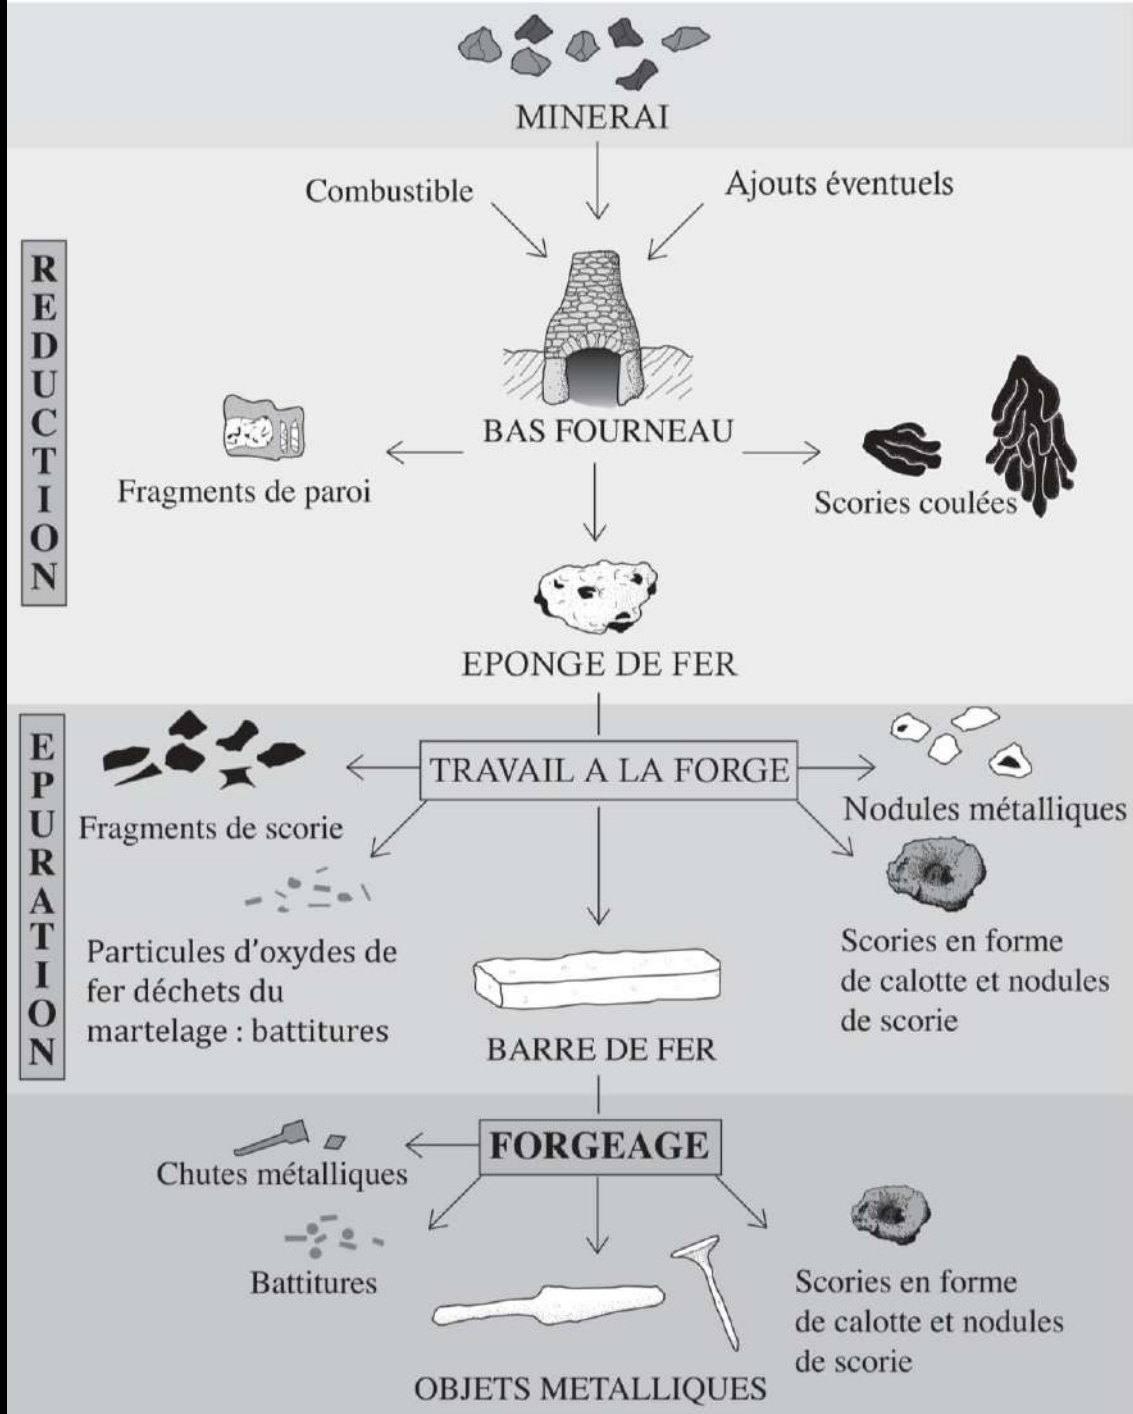 MINERAI
Combustible
Ajouts éventuels
REDUCTION
BAS FOURNEAU
Fragments de paroi
Scories coulées
EPONGE DE FER
EPURATION
TRAVAIL A LA FORGE
Fragments de scorie
Nodules métalliques
Particules d'oxydes de
fer déchets du
martelage : battitures
Scories en forme
de calotte et nodules
de scorie
BARRE DE FER
FORGEAGE
Chutes métalliques
Battitures
Scories en forme
de calotte et nodules
de scorie
OBJETS METALLIQUES